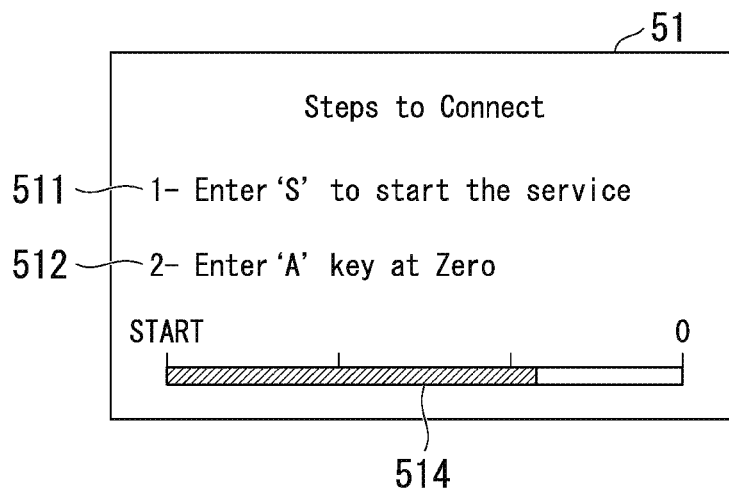 51
Steps to Connect
511 1- Enter ‘S’ to start the service
512 2- Enter ‘A’ key at Zero
START 0
514